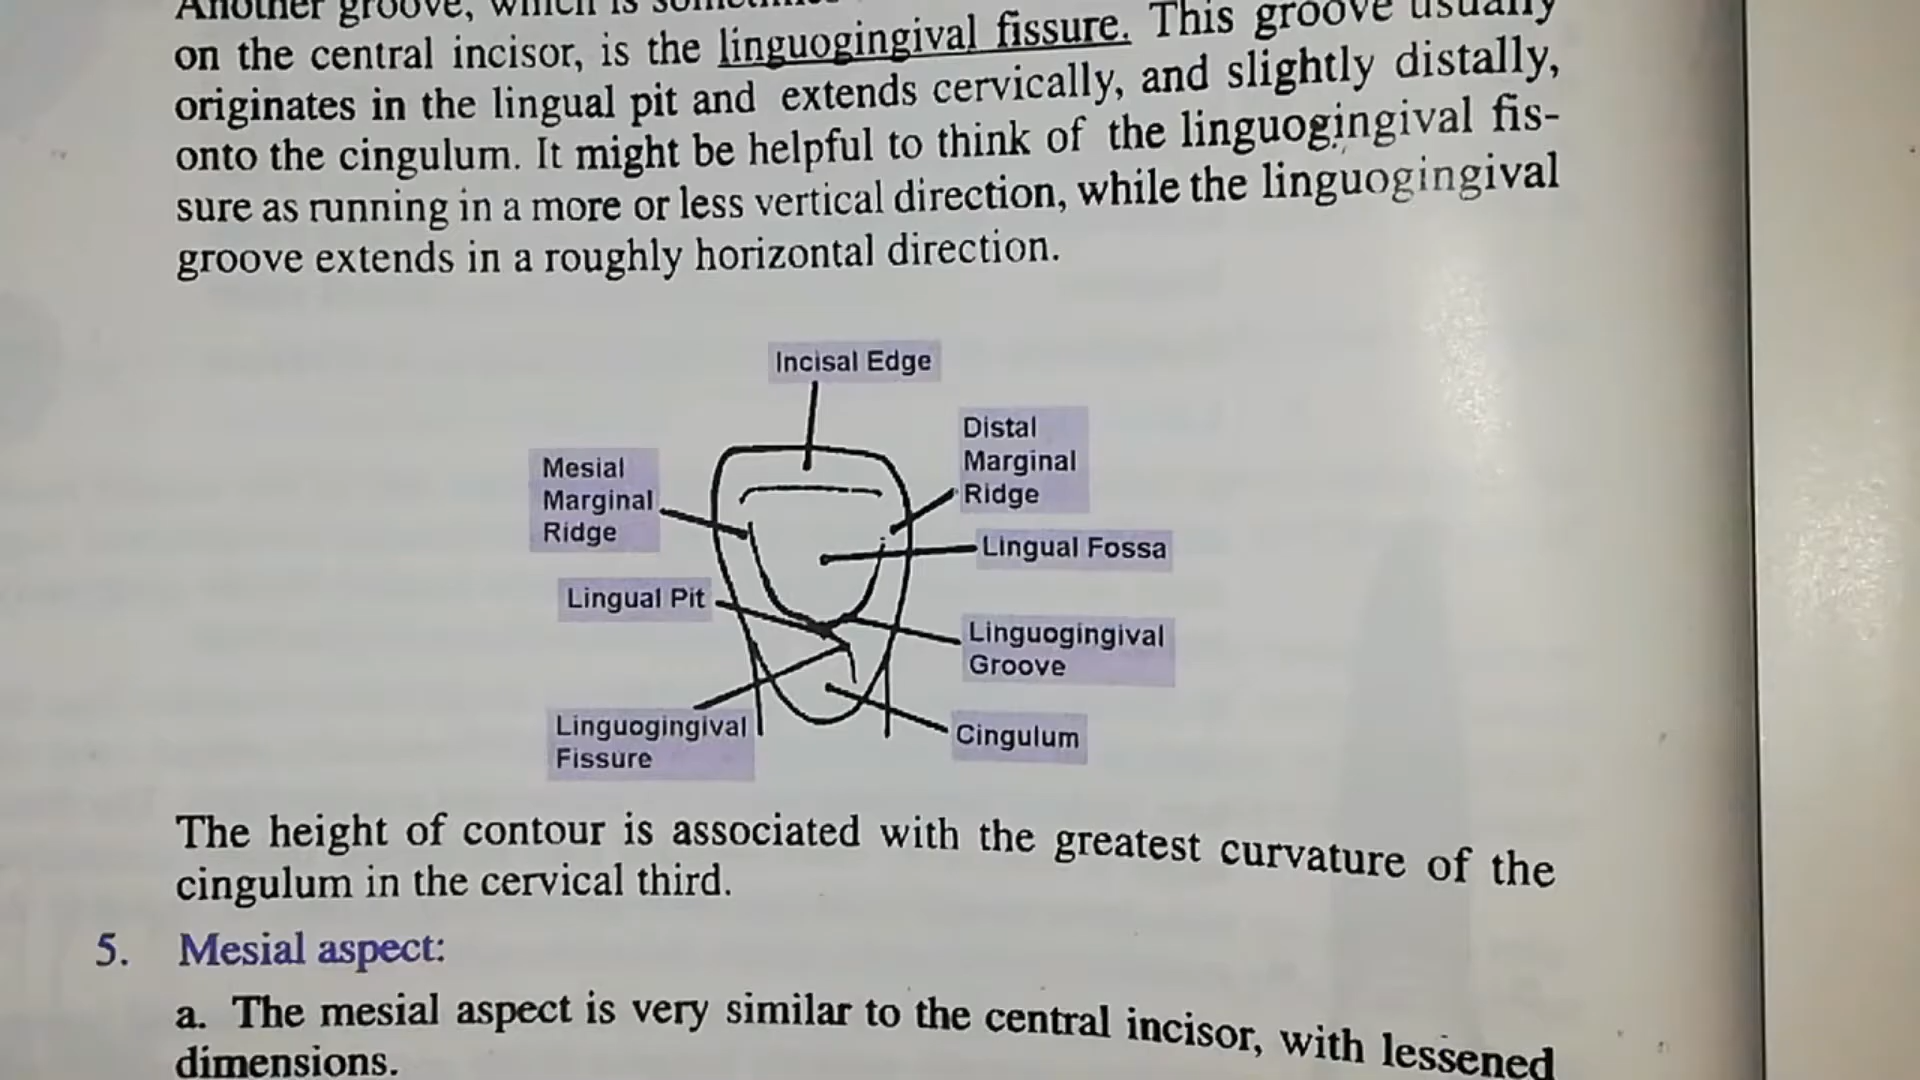 Another groove, which is
on the central incisor, is the linguogingival fissure. This groove usually
originates in the lingual pit and extends cervically, and slightly distally,
onto the cingulum. It might be helpful to think of the linguogingival fis-
sure as running in a more or less vertical direction, while the linguogingival
groove extends in a roughly horizontal direction.
Incisal Edge
Distal
Marginal
Ridge
Mesial
Marginal
Ridge
Lingual Fossa
Lingual Pit
Linguogingival
Groove
Linguogingival
Fissure
Cingulum
The height of contour is associated with the greatest curvature of the
cingulum in the cervical third.
5. Mesial aspect:
a. The mesial aspect is very similar to the central incisor, with lessened
dimensions.